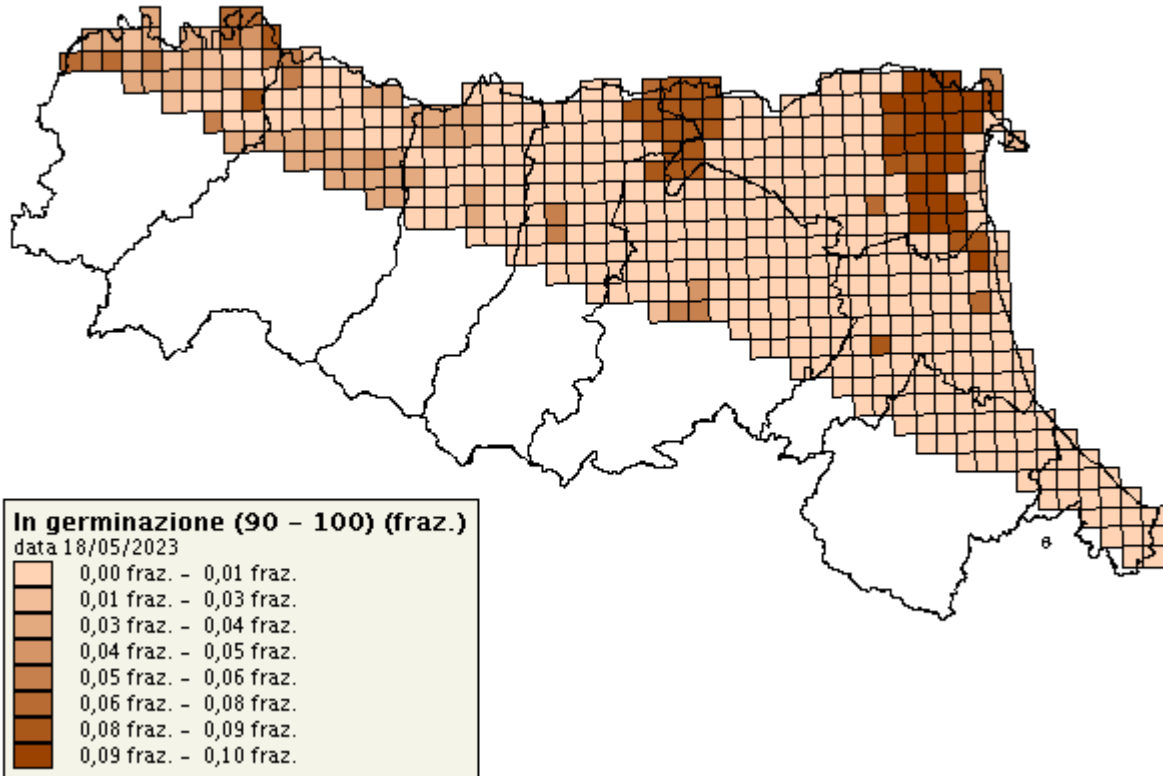 In germinazione (90 – 100) (fraz.)
data 18/05/2023
0,00 fraz. – 0,01 fraz.
0,01 fraz. – 0,03 fraz.
0,03 fraz. – 0,04 fraz.
0,04 fraz. – 0,05 fraz.
0,05 fraz. – 0,06 fraz.
0,06 fraz. – 0,08 fraz.
0,08 fraz. – 0,09 fraz.
0,09 fraz. – 0,10 fraz.